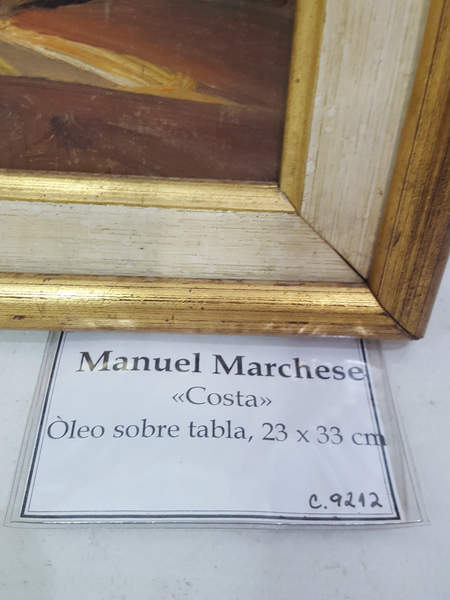 Manuel Marchese
«Costa»
Òleo sobre tabla, 23 x 33 cm
C.9212